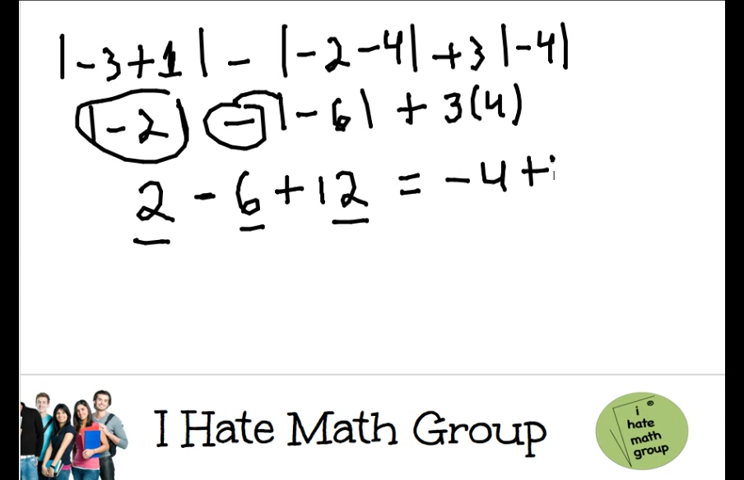 |-3+1| - |-2-4| +3|-4|
|-2| - |-6| + 3(4)
2 - 6 + 12 = -4 +
I Hate Math Group
i
hate
math
group